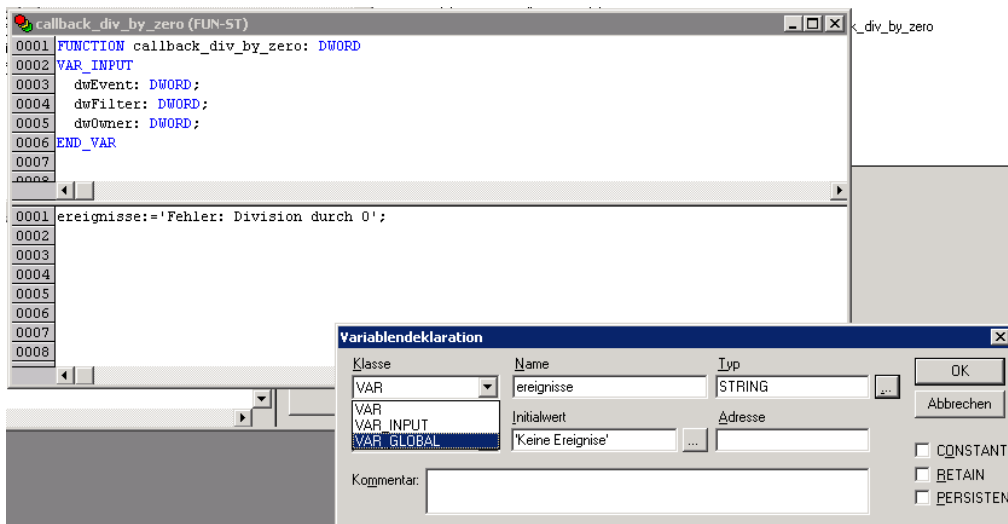 callback_div_by_zero (FUN-ST)
_div_by_zero
0001 FUNCTION callback_div_by_zero: DWORD
0002 VAR_INPUT
0003 dwEvent: DWORD;
0004 dwFilter: DWORD;
0005 dwOwner: DWORD;
0006 END_VAR
0007
0008
0001 ereignisse:='Fehler: Division durch 0';
0002
0003
0004
0005
0006
0007
0008
Variablendeklaration
Klasse Name Typ
VAR ereignisse STRING ... OK
Abbrechen
VAR
VAR_INPUT
VAR_GLOBAL
Initialwert Adresse
'Keine Ereignise' ...
CONSTANT
RETAIN
PERSISTEN
Kommentar: